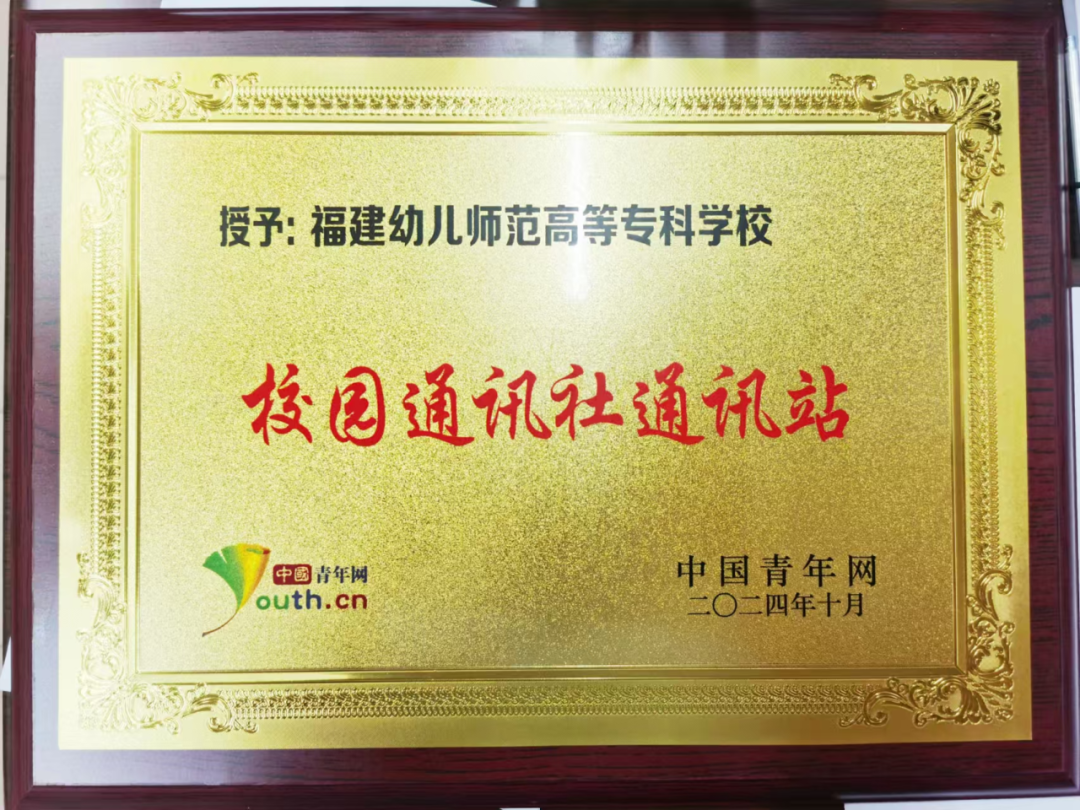 授予: 福建幼儿师范高等专科学校
校园通讯社通讯站
中国青年网
outh.cn
中国青年网
二〇二四年十月